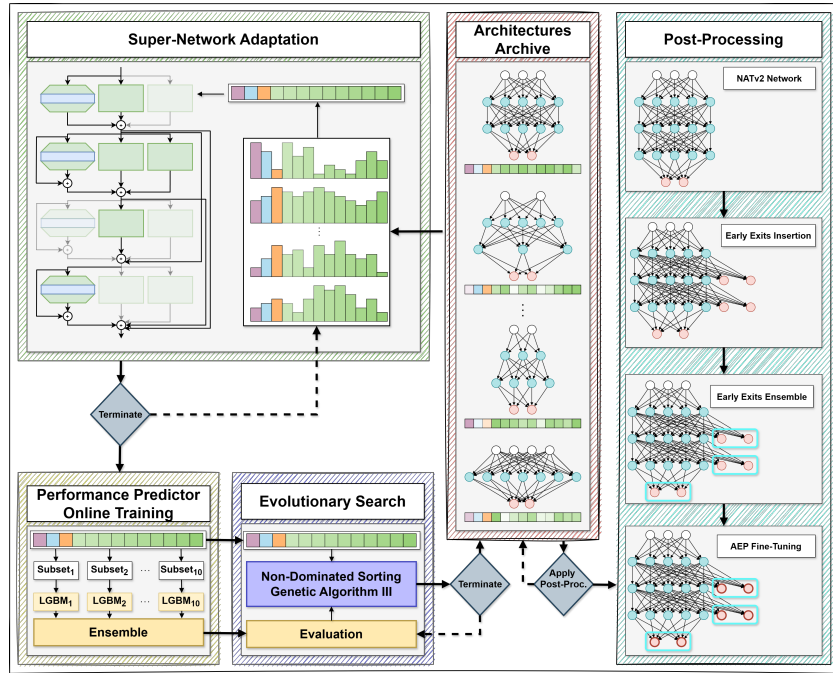 Super-Network Adaptation
Terminate
Performance Predictor
Online Training
Subset1
Subset2
...
Subset10
LGBM1
LGBM2
...
LGBM10
Ensemble
Evolutionary Search
Non-Dominated Sorting
Genetic Algorithm III
Evaluation
Terminate
Architectures
Archive
Apply
Post-Proc.
Post-Processing
NATv2 Network
Early Exits Insertion
Early Exits Ensemble
AEP Fine-Tuning